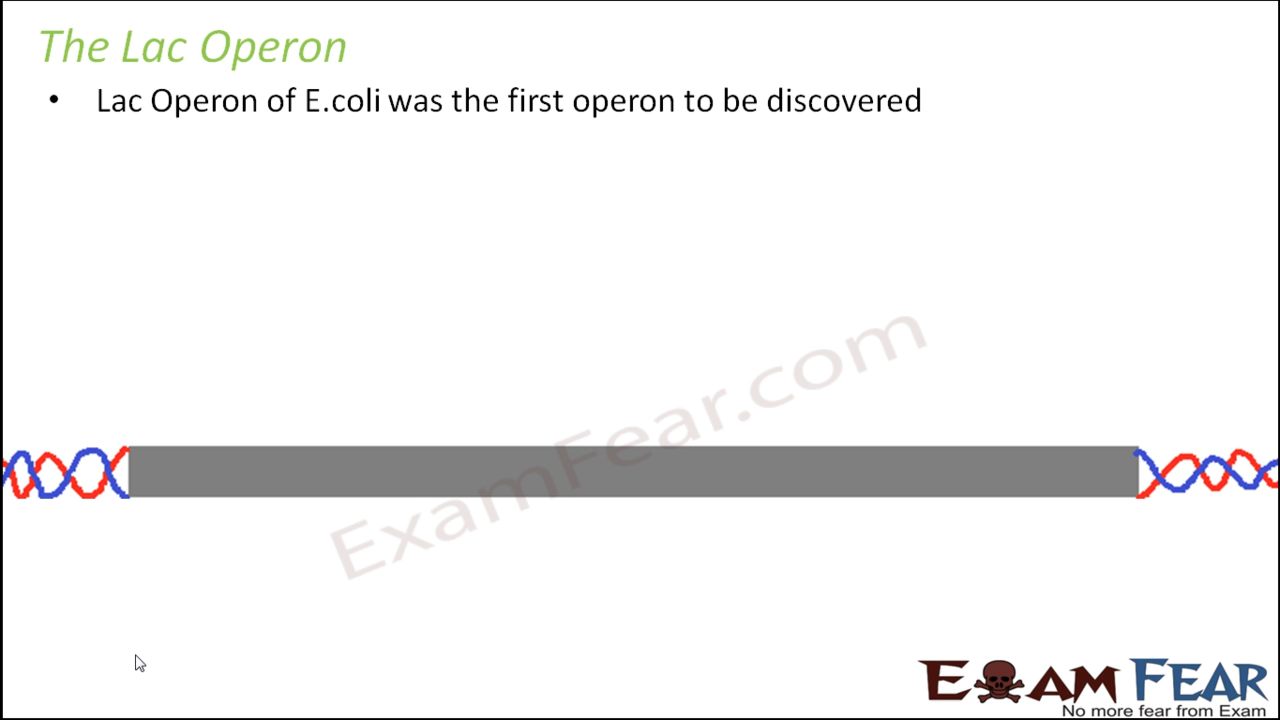 The Lac Operon
• Lac Operon of E.coli was the first operon to be discovered
ExamFear.com
EXAM FEAR
No more fear from Exam